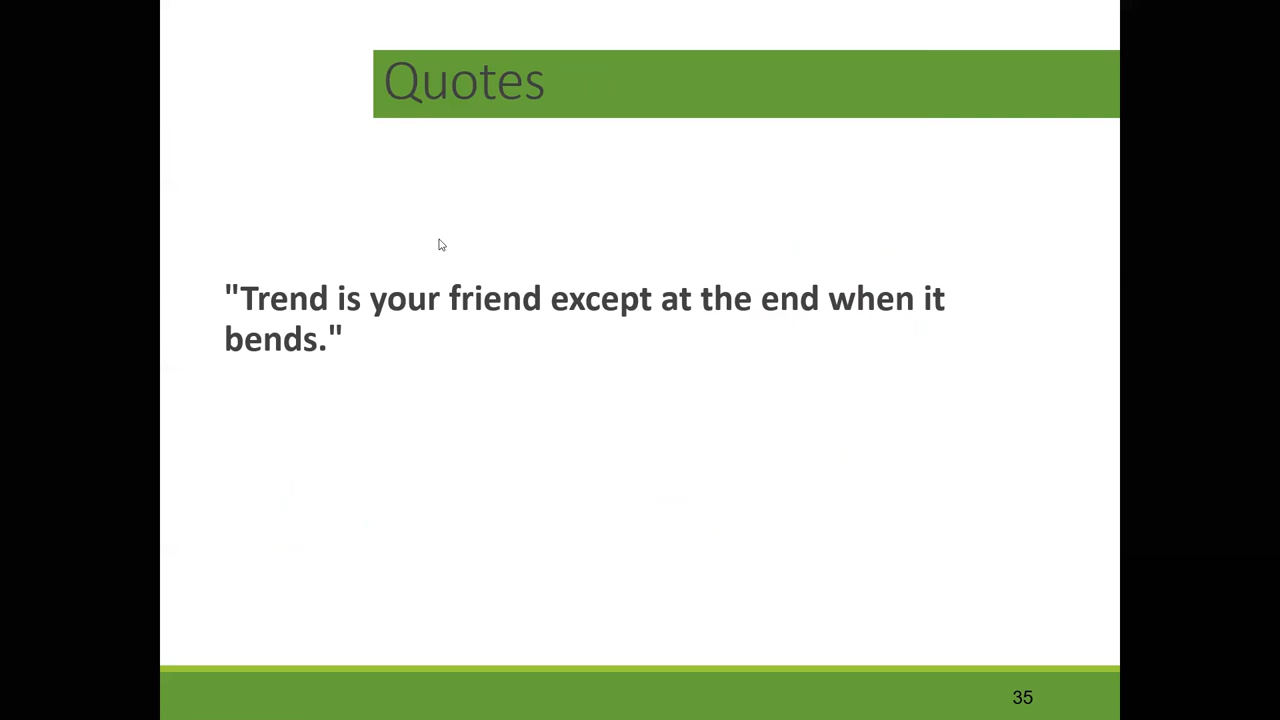 Quotes
"Trend is your friend except at the end when it
bends."
35